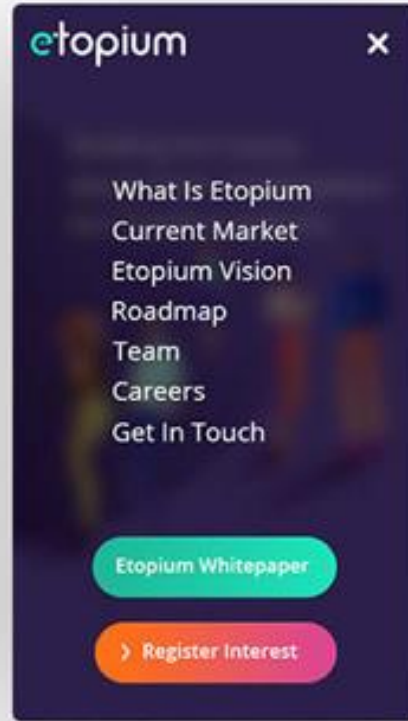 etopium
What Is Etopium
Current Market
Etopium Vision
Roadmap
Team
Careers
Get In Touch
Etopium Whitepaper
Register Interest